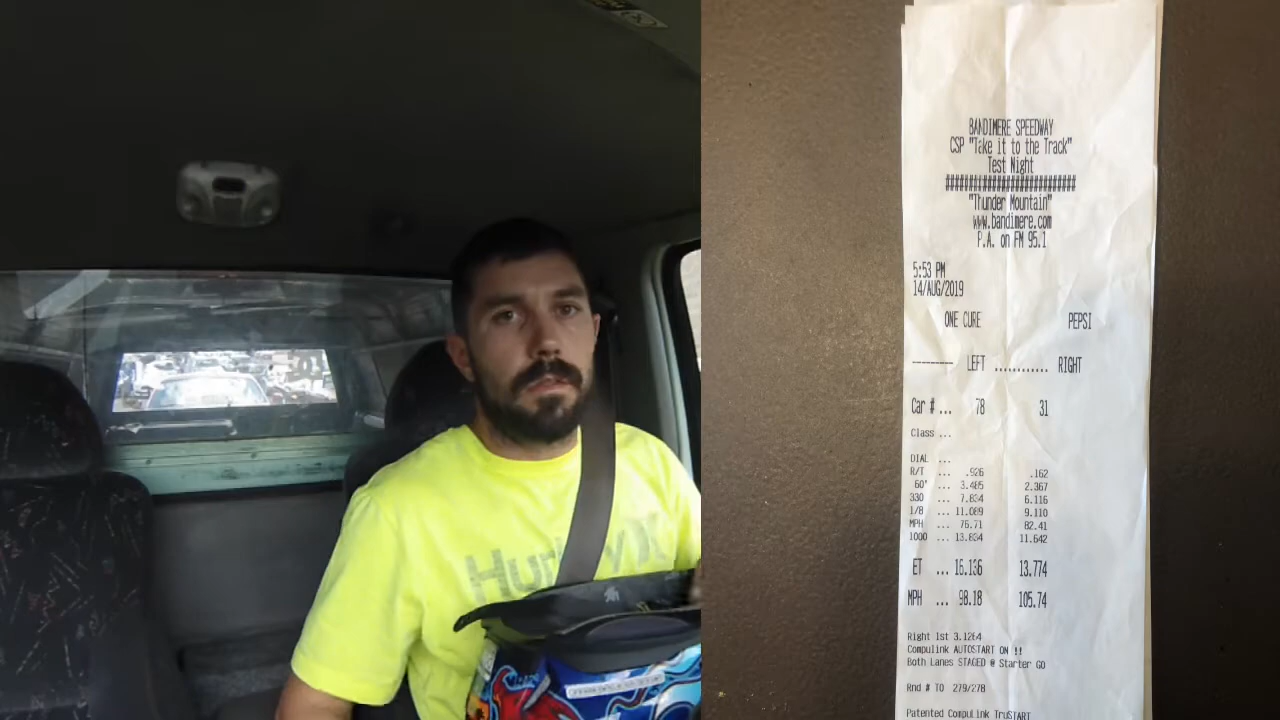 Hurley
BANDIMERE SPEEDWAY
CSP "Take it to the Track"
Test Night
##########################
"Thunder Mountain"
www.bandimere.com
P.A. on FM 95.1
5:53 PM
14/AUG/2019
ONE CURE PEPSI
--------- LEFT ............ RIGHT
Car # ... 78 31
Class ...
DIAL ...
R/T ... .926 .162
60' ... 3.485 2.367
330 ... 7.834 6.116
1/8 ... 11.089 9.110
MPH ... 76.71 82.41
1000 ... 13.834 11.642
ET ... 16.136 13.774
MPH ... 98.18 105.74
Right 1st 3.1264
Compulink AUTOSTART ON !!
Both Lanes STAGED @ Starter GO
Rnd # TO 279/278
Patented CompuLink TruSTART